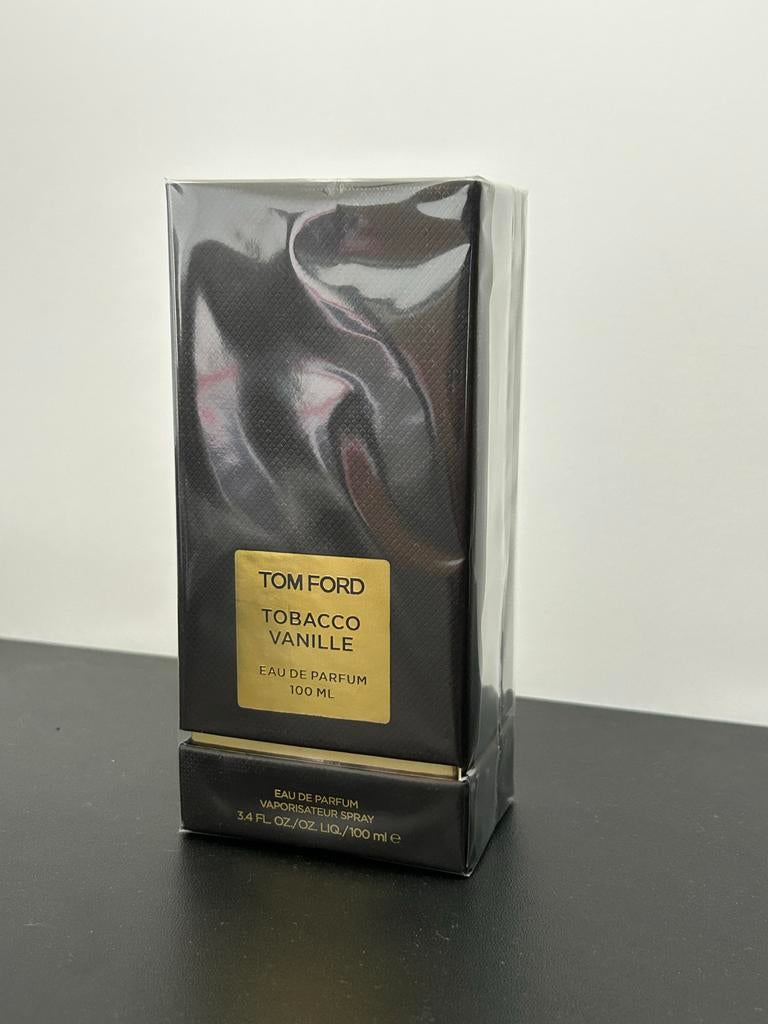 TOM FORD
TOBACCO
VANILLE
EAU DE PARFUM
100 ML
EAU DE PARFUM
VAPORISATEUR SPRAY
3.4 FL. OZ./OZ. LIQ./100 ml ℮